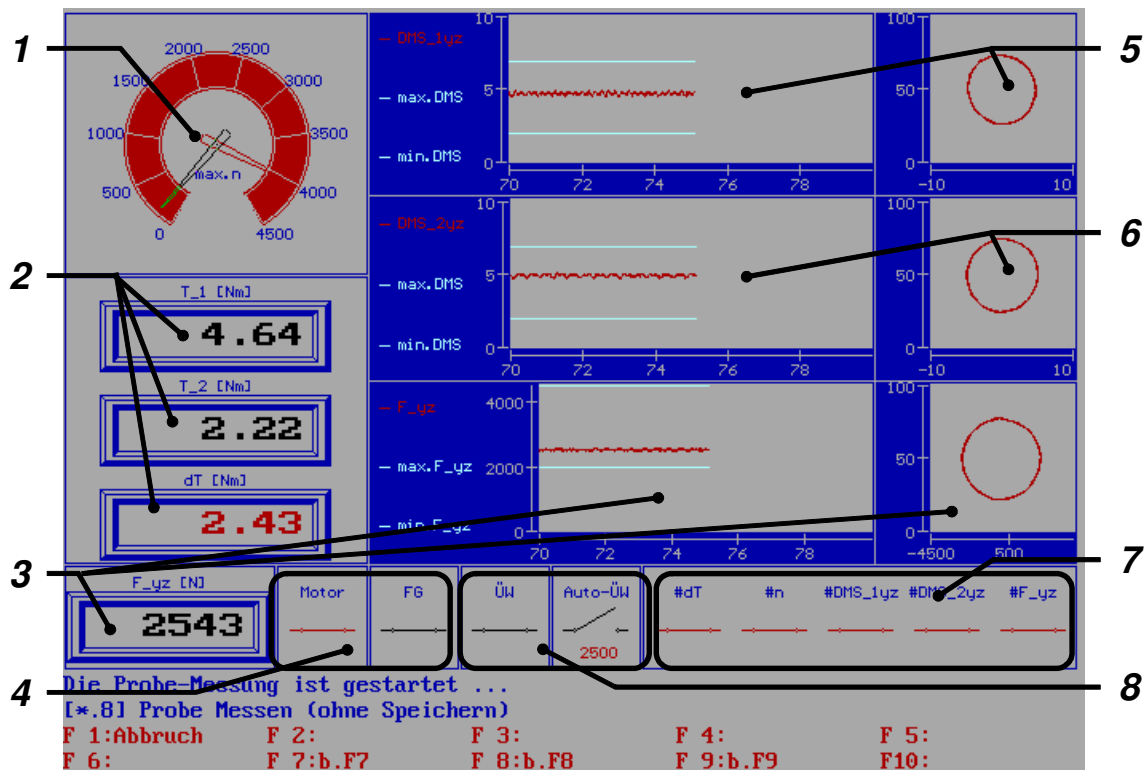 1
2
3
4
5
6
7
8
0
500
1000
1500
2000
2500
3000
3500
4000
4500
max.n
T_1 [Nm]
4.64
T_2 [Nm]
2.22
dT [Nm]
2.43
F_yz [N]
2543
DMS_1yz
max.DMS
min.DMS
10
5
0
70 72 74 76 78
100
50
0
-10 10
DMS_2yz
max.DMS
min.DMS
10
5
0
70 72 74 76 78
100
50
0
-10 10
F_yz
max.F_yz
min.F_yz
4000
2000
0
70 72 74 76 78
100
50
0
-4500 500
Motor FG ÜW Auto-ÜW #dT #n #DMS_1yz #DMS_2yz #F_yz
2500
Die Probe-Messung ist gestartet ...
[*.8] Probe Messen (ohne Speichern)
F 1:Abbruch F 2: F 3: F 4: F 5:
F 6: F 7:b.F7 F 8:b.F8 F 9:b.F9 F10: